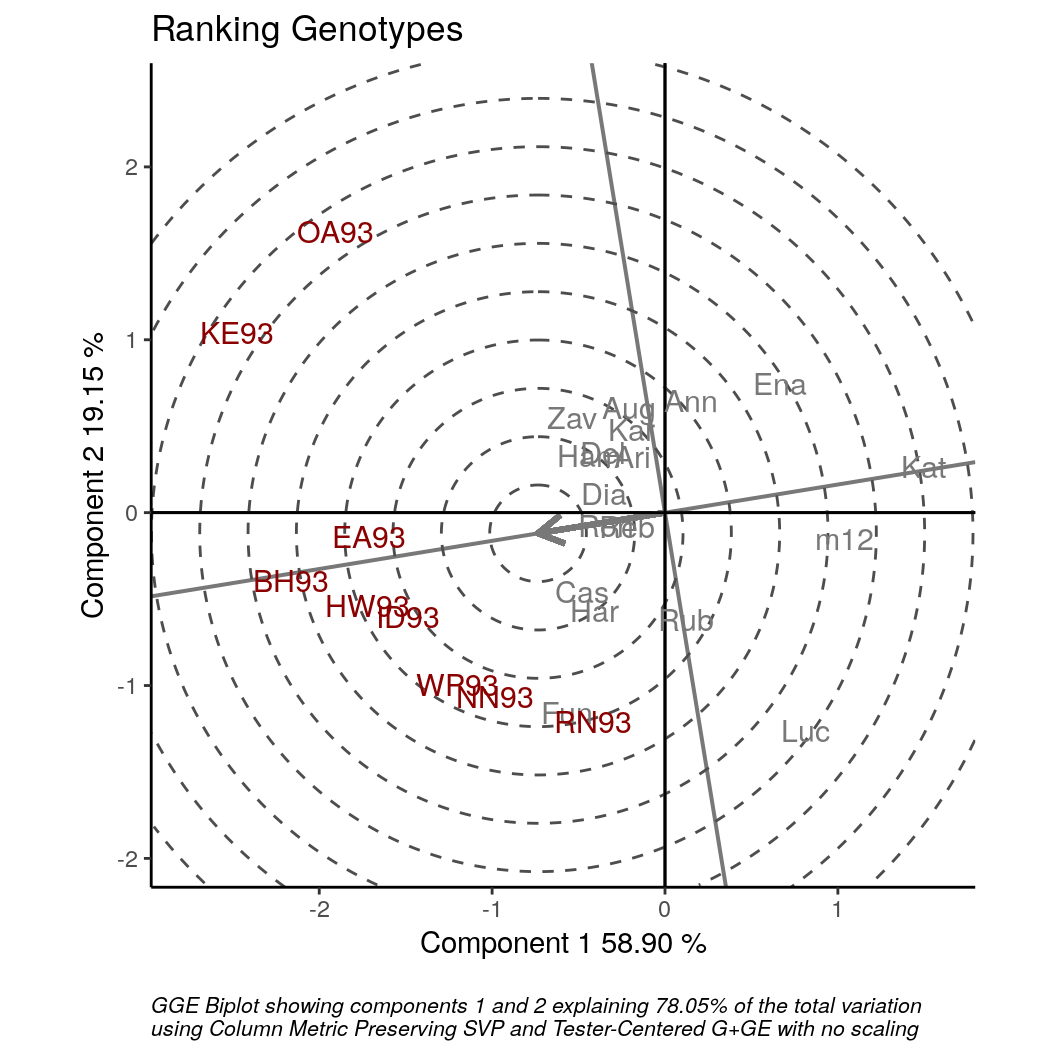 Ranking Genotypes
2
1
0
-1
-2
Component 2 19.15 %
OA93
KE93
Ena
Ann
Aug
Zav
Kar
Del
Ham
Ari
Kat
Dia
Reb
EA93
m12
BH93
Cas
HW93
ID93
Har
Rub
WP93
NN93
Fun
RN93
Luc
-2
-1
0
1
Component 1 58.90 %
GGE Biplot showing components 1 and 2 explaining 78.05% of the total variation
using Column Metric Preserving SVP and Tester-Centered G+GE with no scaling